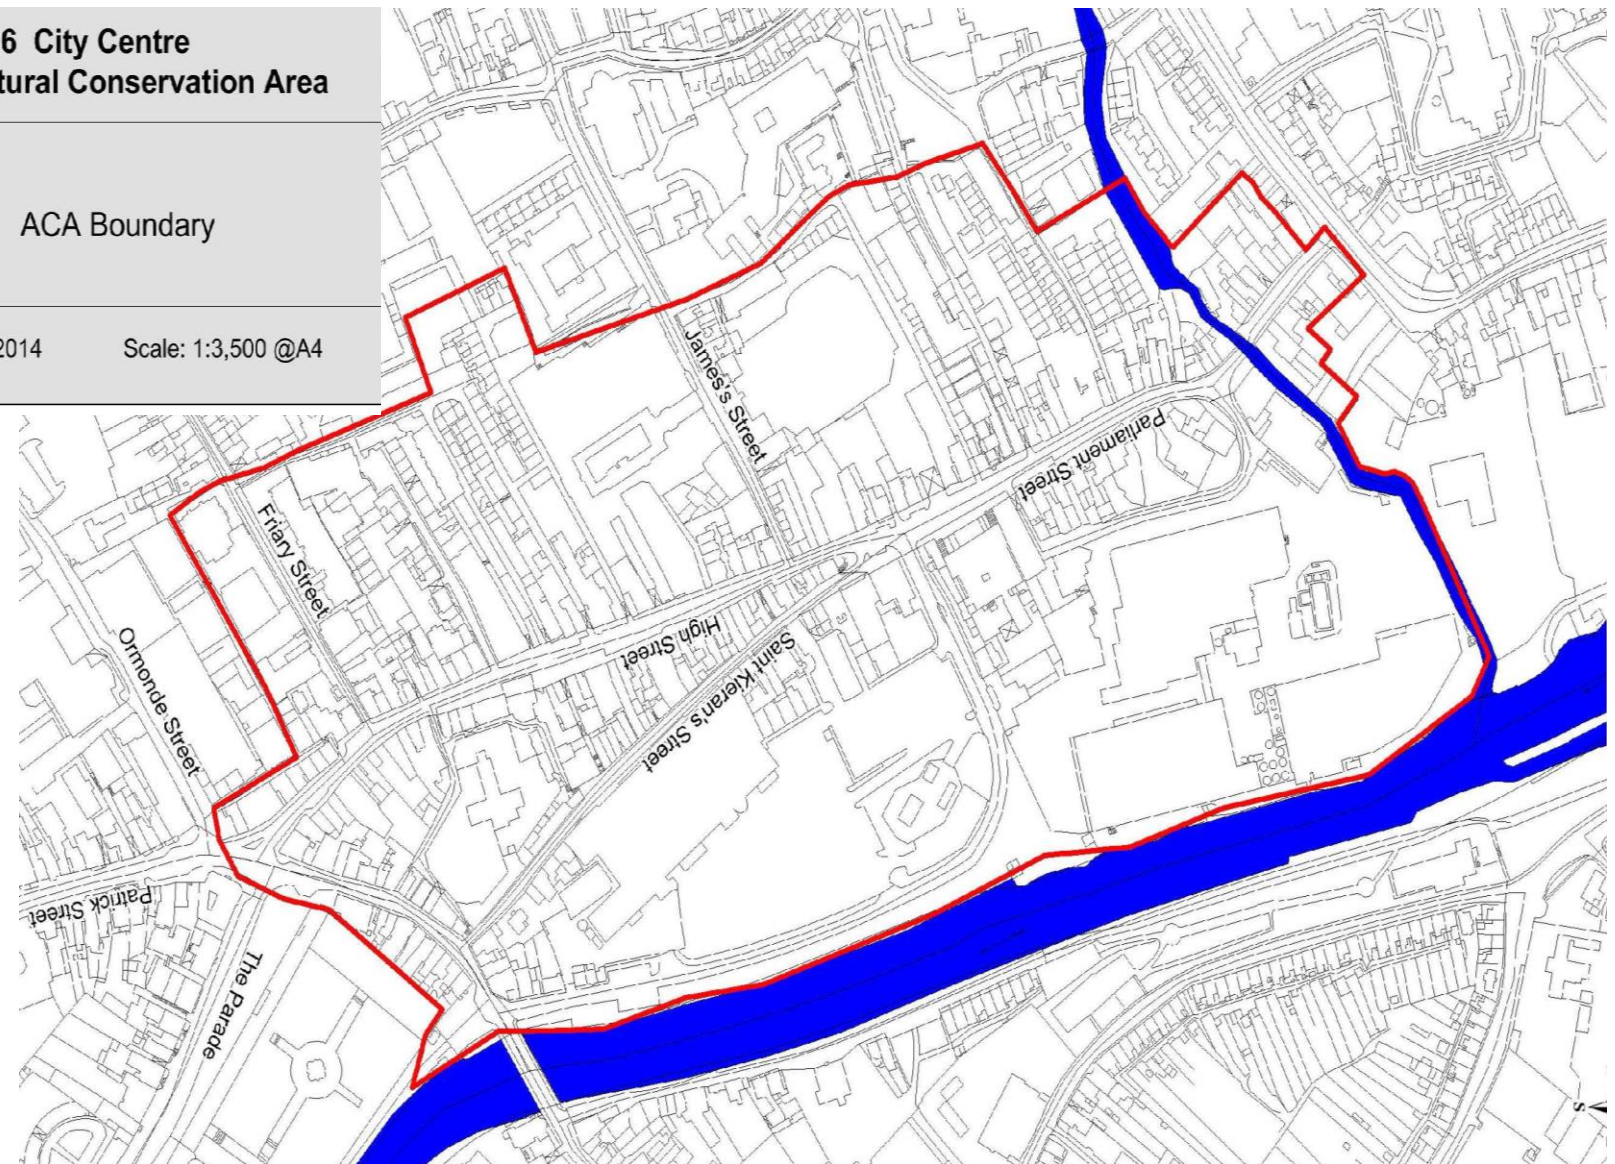 6 City Centre
tural Conservation Area
ACA Boundary
2014 Scale: 1:3,500 @A4
James's Street
Parliament Street
Friary Street
High Street
Saint Kieran's Street
Ormonde Street
Patrick Street
The Parade
S